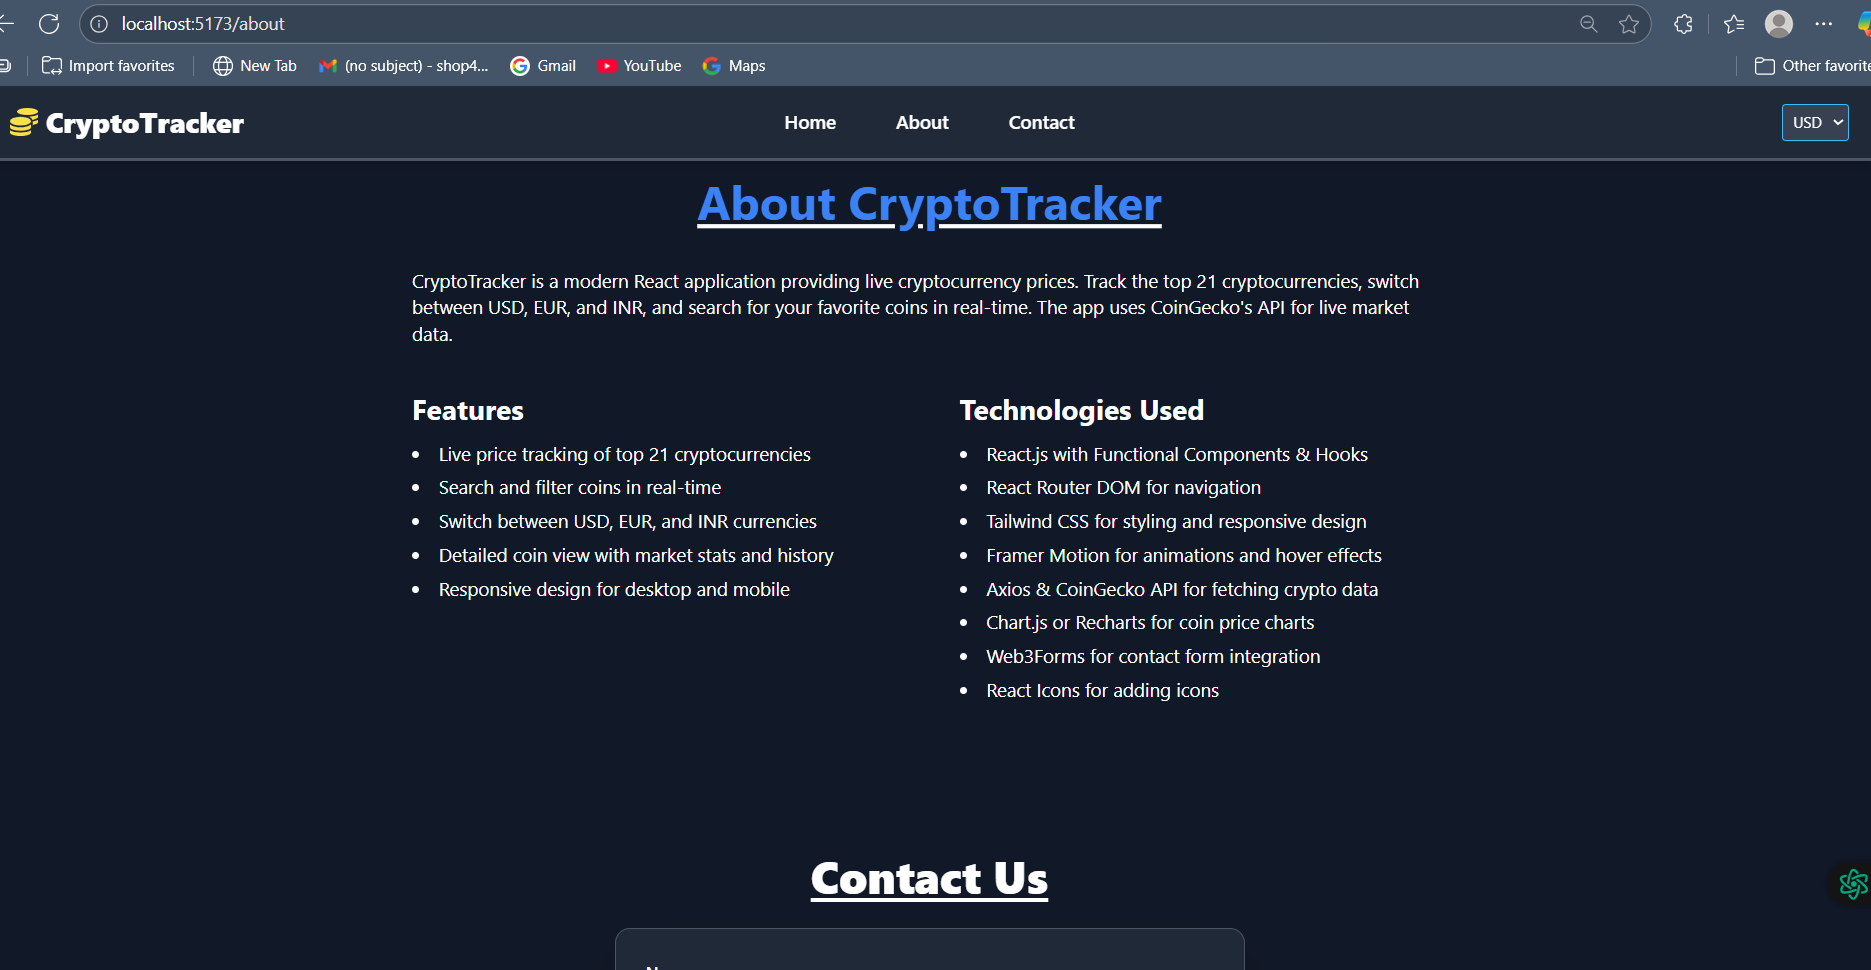 localhost:5173/about
Import favorites
New Tab
(no subject) - shop4...
Gmail
YouTube
Maps
Other favorite
CryptoTracker
Home
About
Contact
USD
About CryptoTracker
CryptoTracker is a modern React application providing live cryptocurrency prices. Track the top 21 cryptocurrencies, switch
between USD, EUR, and INR, and search for your favorite coins in real-time. The app uses CoinGecko's API for live market
data.
Features
Live price tracking of top 21 cryptocurrencies
Search and filter coins in real-time
Switch between USD, EUR, and INR currencies
Detailed coin view with market stats and history
Responsive design for desktop and mobile
Technologies Used
React.js with Functional Components & Hooks
React Router DOM for navigation
Tailwind CSS for styling and responsive design
Framer Motion for animations and hover effects
Axios & CoinGecko API for fetching crypto data
Chart.js or Recharts for coin price charts
Web3Forms for contact form integration
React Icons for adding icons
Contact Us